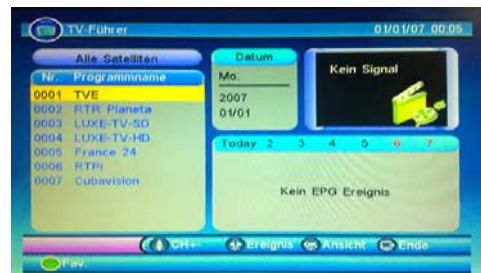 TV-Führer 01/01/07 00:05
Alle Satelliten
Nr. Programmname
0001 TVE
0002 RTR Planeta
0003 LUXE-TV-SD
0004 LUXE-TV-HD
0005 France 24
0006 RTPi
0007 Cubavision
Datum
Mo.
2007
01/01
Kein Signal
Today 2 3 4 5 6 7
Kein EPG Ereignis
CH+- Ereignis OK Ansicht Ende
Fav.